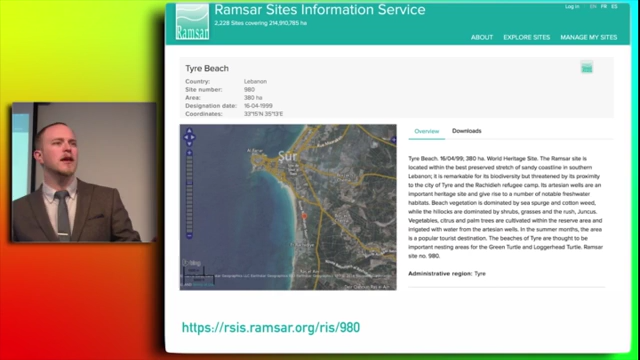 Ramsar Sites Information Service
2,228 Sites covering 214,910,785 ha
Ramsar
Log in EN FR ES
ABOUT EXPLORE SITES MANAGE MY SITES
Tyre Beach
Country: Lebanon
Site number: 980
Area: 380 ha
Designation date: 16-04-1999
Coordinates: 33°15'N 35°13'E
Sur
Overview Downloads
Tyre Beach. 16/04/99; 380 ha. World Heritage Site. The Ramsar site is
located within the best preserved stretch of sandy coastline in southern
Lebanon; it is remarkable for its biodiversity but threatened by its proximity
to the city of Tyre and the Rachidieh refugee camp. Its artesian wells are an
important heritage site and give rise to a number of notable freshwater
habitats. Beach vegetation is dominated by sea spurge and cotton weed,
while the hillocks are dominated by shrubs, grasses and the rush, Juncus.
Vegetables, citrus and palm trees are cultivated within the reserve area and
irrigated with water from the artesian wells. In the summer months, the area
is a popular tourist destination. The beaches of Tyre are thought to be
important nesting areas for the Green Turtle and Loggerhead Turtle. Ramsar
site no. 980.
Administrative region: Tyre
bing
https://rsis.ramsar.org/ris/980